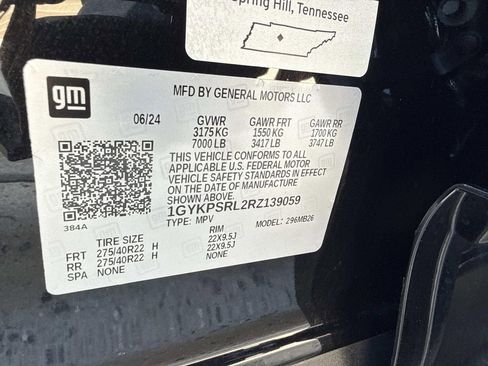 Spring Hill, Tennessee
gm
MFD BY GENERAL MOTORS LLC
06/24 GVWR GAWR FRT GAWR RR
3175 KG 1550 KG 1700 KG
7000 LB 3417 LB 3747 LB
THIS VEHICLE CONFORMS TO ALL
APPLICABLE U.S. FEDERAL MOTOR
VEHICLE SAFETY STANDARDS IN EFFECT ON
THE DATE OF MANUFACTURE
SHOWN ABOVE.
1GYKPSRL2RZ139059
TYPE: MPV MODEL: 296MB26
384A
TIRE SIZE RIM
FRT 275/40R22 H 22X9.5J
RR 275/40R22 H 22X9.5J
SPA NONE NONE